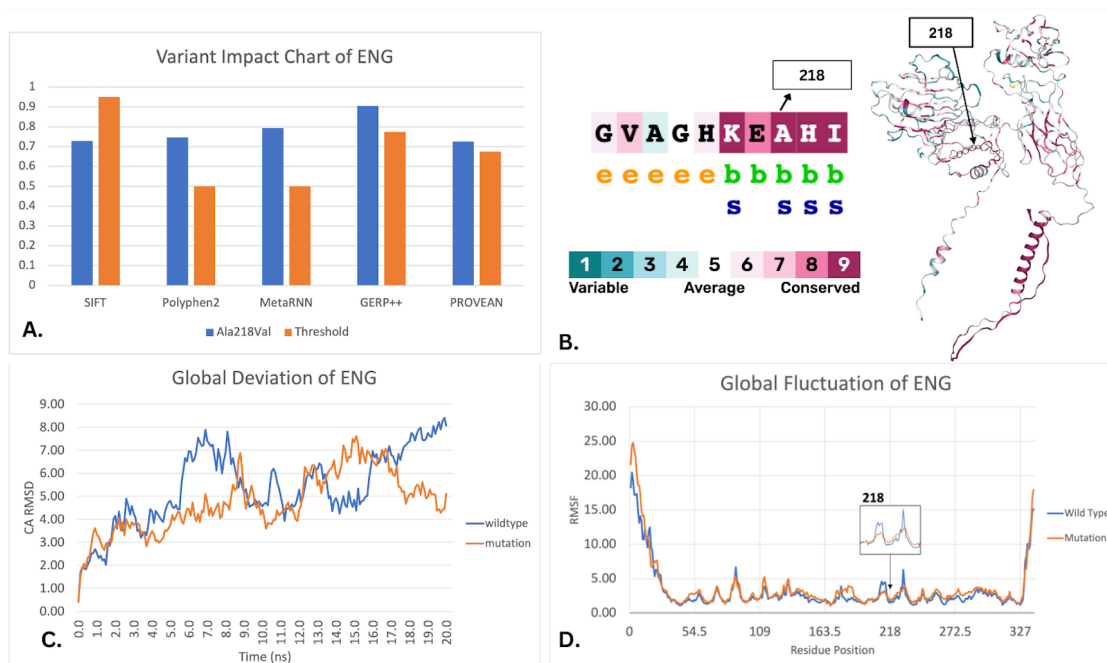 Variant Impact Chart of ENG
1
0.9
0.8
0.7
0.6
0.5
0.4
0.3
0.2
0.1
0
SIFT Polyphen2 MetaRNN GERP++ PROVEAN
Ala218Val Threshold
A.
218
218
G V A G H K E A H I
e e e e e b b b b b
s s s s
1 2 3 4 5 6 7 8 9
Variable Average Conserved
B.
Global Deviation of ENG
9.00
8.00
7.00
6.00
5.00
4.00
3.00
2.00
1.00
0.00
CA RMSD
0.0 1.0 2.0 3.0 4.0 5.0 6.0 7.0 8.0 9.0 10.0 11.0 12.0 13.0 14.0 15.0 16.0 17.0 18.0 19.0 20.0
Time (ns)
wildtype
mutation
C.
Global Fluctuation of ENG
30.00
25.00
20.00
15.00
10.00
5.00
0.00
RMSF
218
0 54.5 109 163.5 218 272.5 327
Residue Position
Wild Type
Mutation
D.